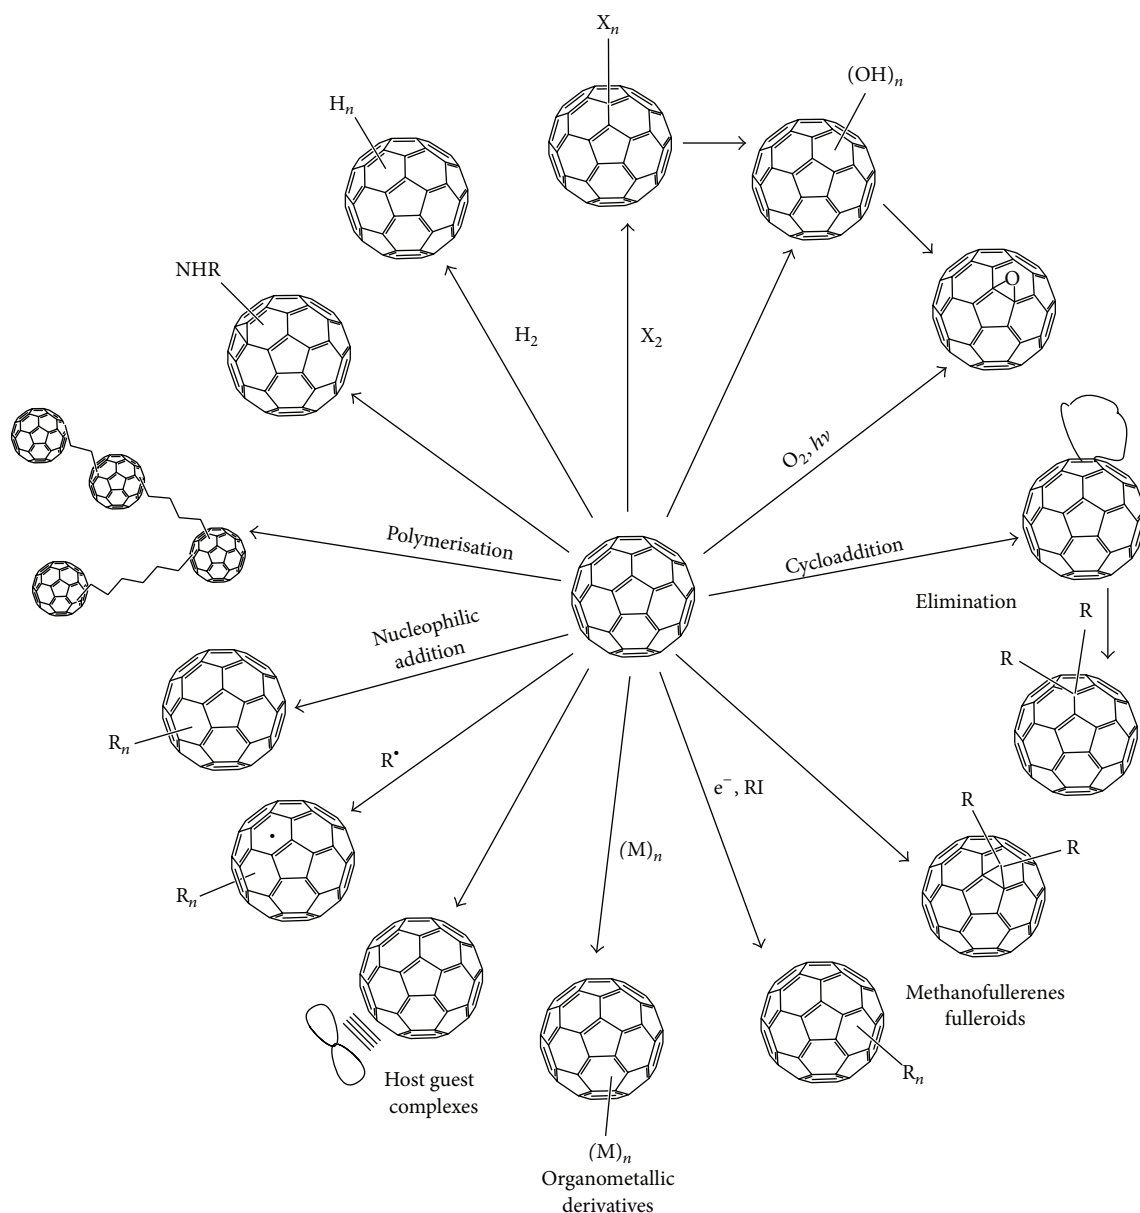 Xₙ
(OH)ₙ
Hₙ
NHR
O
H₂
X₂
O₂, hν
Polymerisation
Cycloaddition
Elimination
R
R
Nucleophilic
addition
Rₙ
R•
e⁻, RI
(M)ₙ
R
R
•
Rₙ
Methanofullerenes
fulleroids
Rₙ
Host guest
complexes
(M)ₙ
Organometallic
derivatives